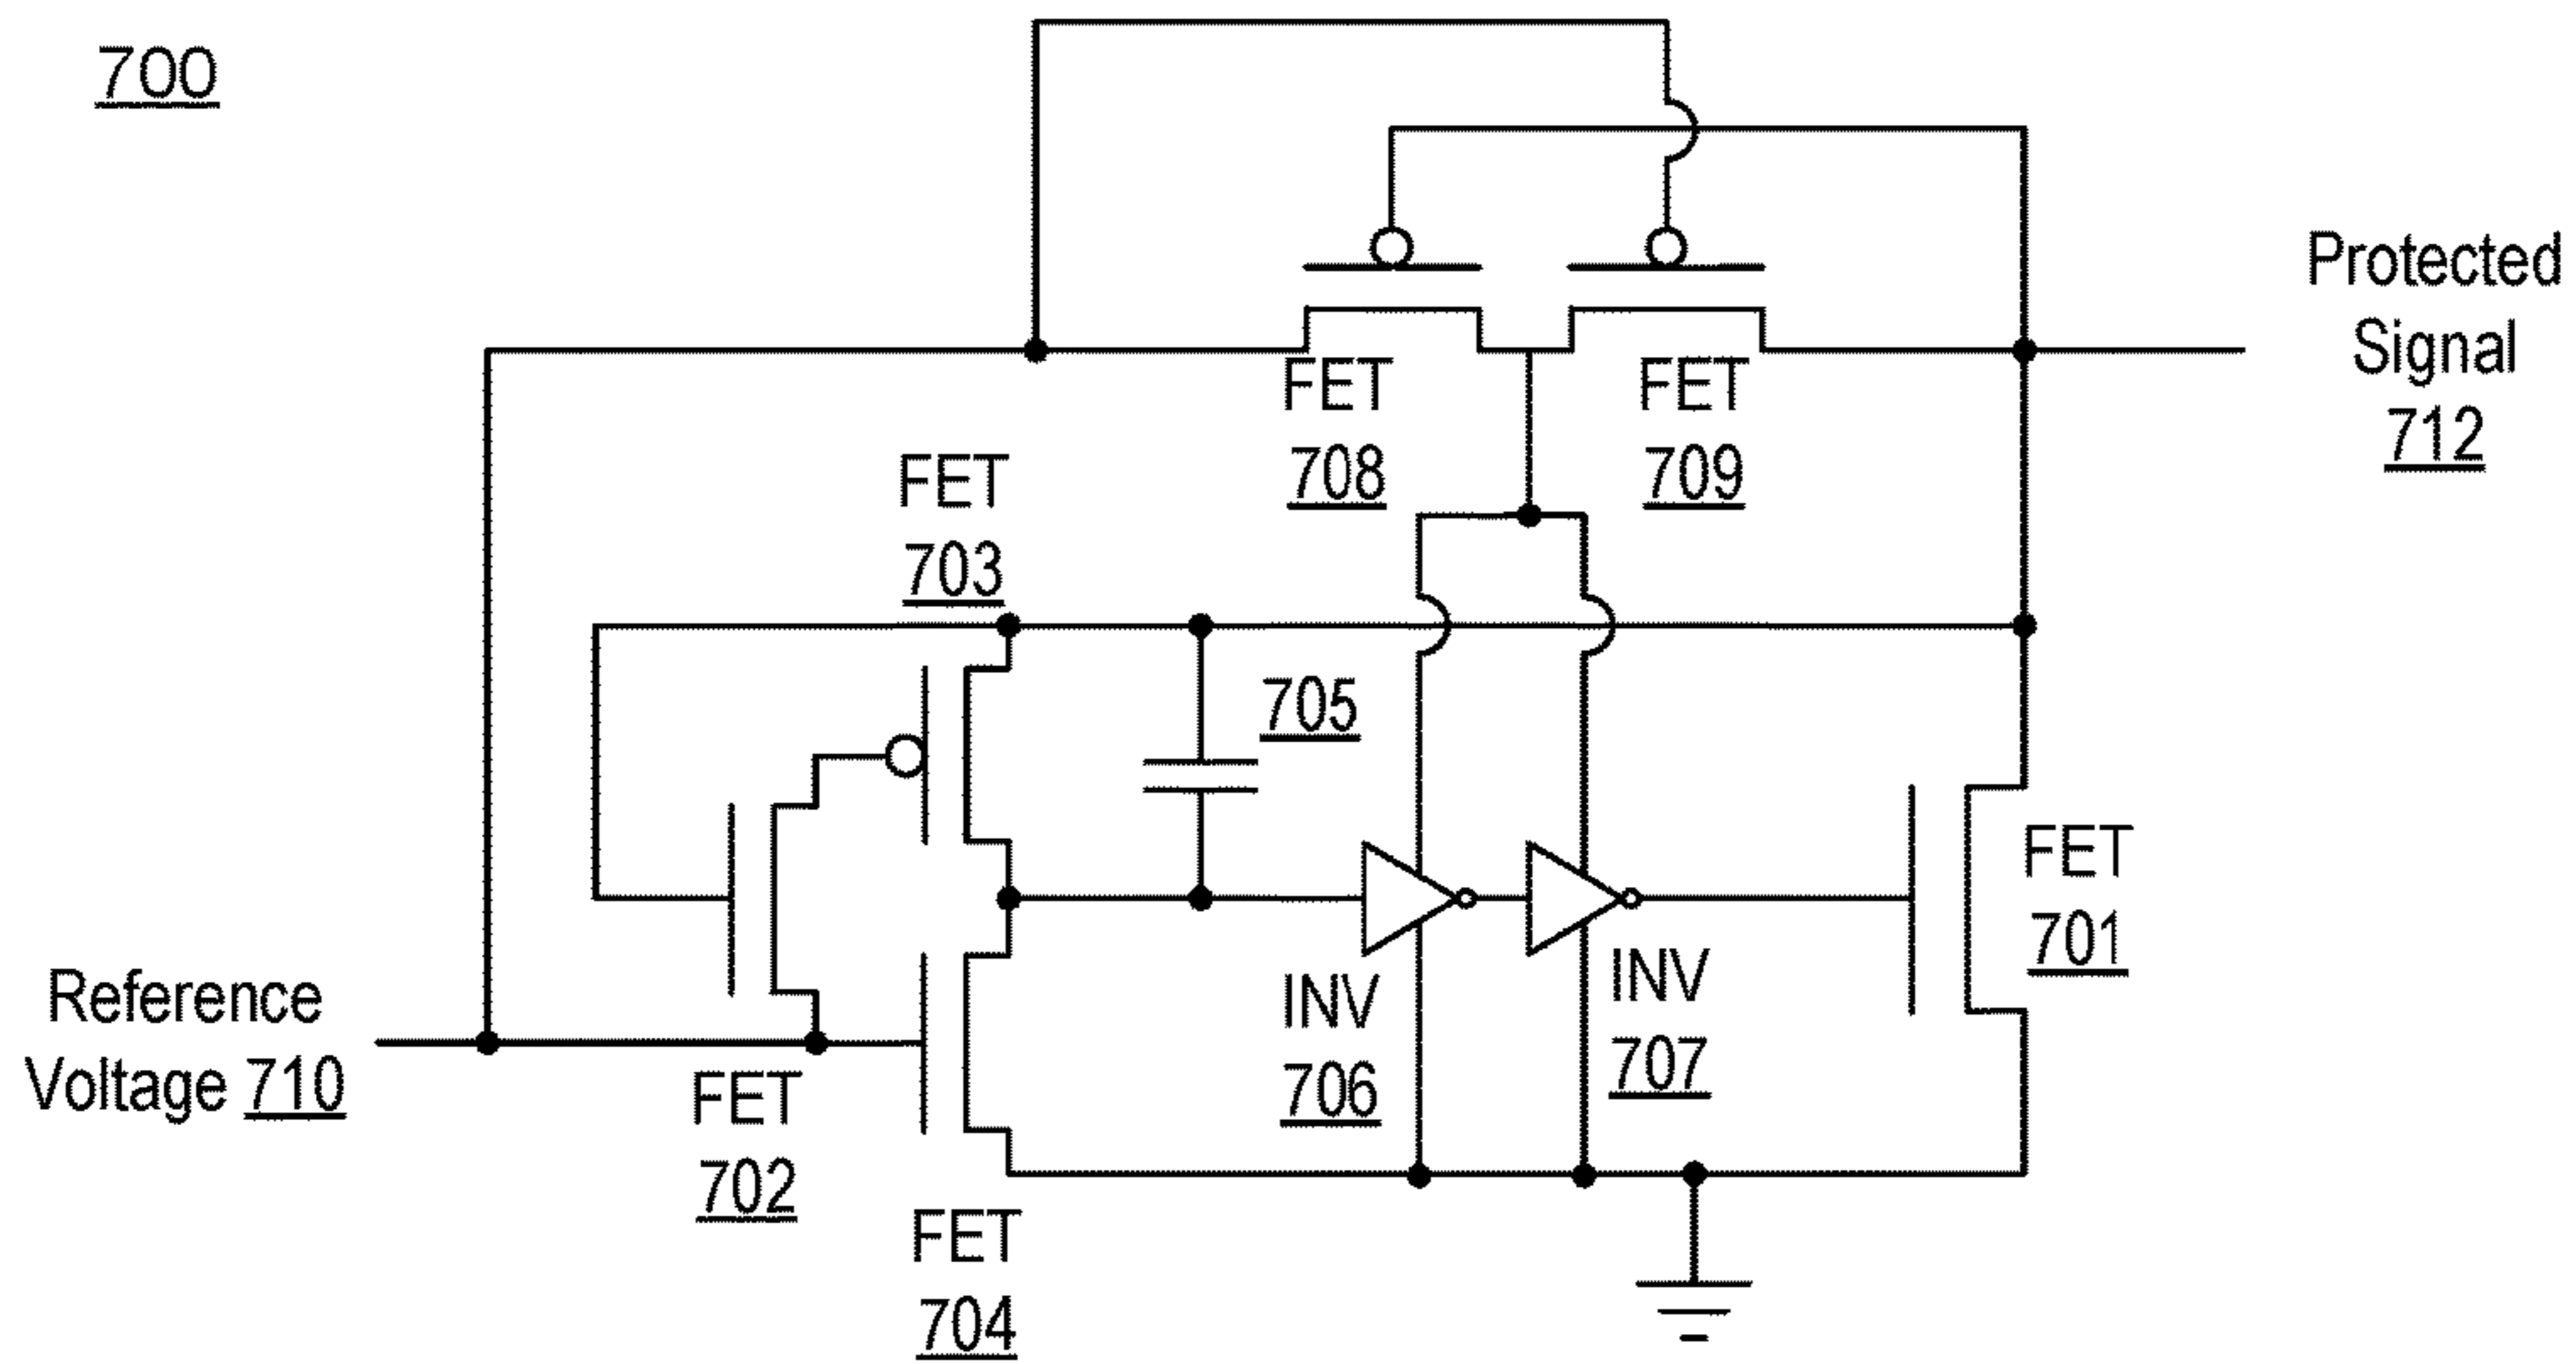 700
Protected
Signal
712
FET
708
FET
709
FET
703
705
FET
701
INV
706
INV
707
Reference
Voltage 710
FET
702
FET
704